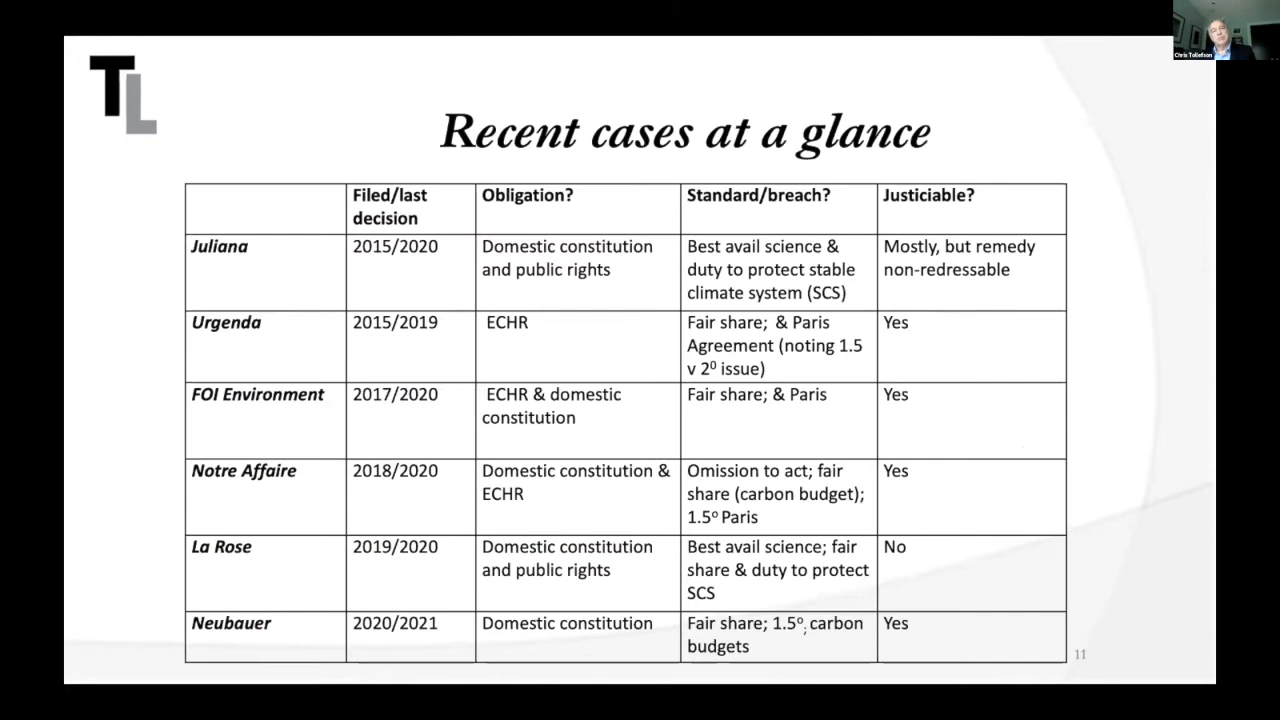 Chris Tollefson
TL
Recent cases at a glance
Filed/last
decision
Obligation?
Standard/breach?
Justiciable?
Juliana
2015/2020
Domestic constitution
and public rights
Best avail science &
duty to protect stable
climate system (SCS)
Mostly, but remedy
non-redressable
Urgenda
2015/2019
ECHR
Fair share; & Paris
Agreement (noting 1.5
v 2⁰ issue)
Yes
FOI Environment
2017/2020
ECHR & domestic
constitution
Fair share; & Paris
Yes
Notre Affaire
2018/2020
Domestic constitution &
ECHR
Omission to act; fair
share (carbon budget);
1.5º Paris
Yes
La Rose
2019/2020
Domestic constitution
and public rights
Best avail science; fair
share & duty to protect
SCS
No
Neubauer
2020/2021
Domestic constitution
Fair share; 1.5º; carbon
budgets
Yes
11